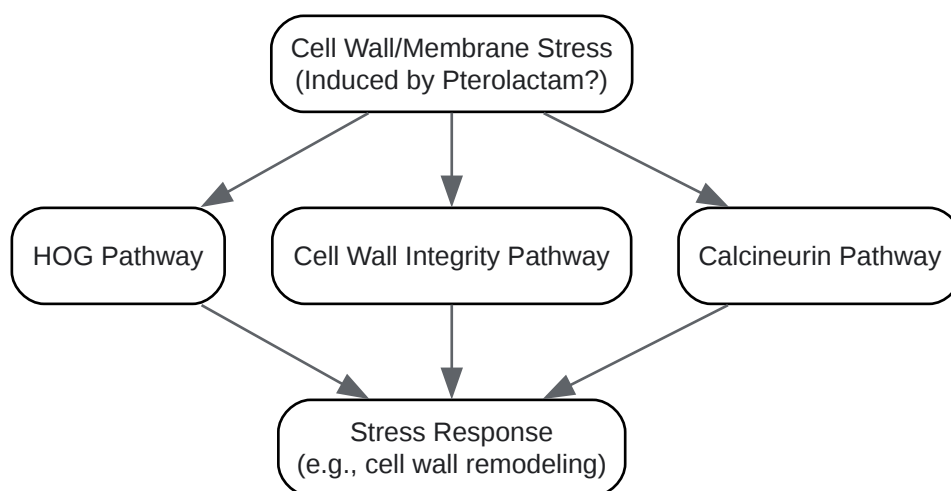 Cell Wall/Membrane Stress
(Induced by Pterolactam?)
HOG Pathway
Cell Wall Integrity Pathway
Calcineurin Pathway
Stress Response
(e.g., cell wall remodeling)